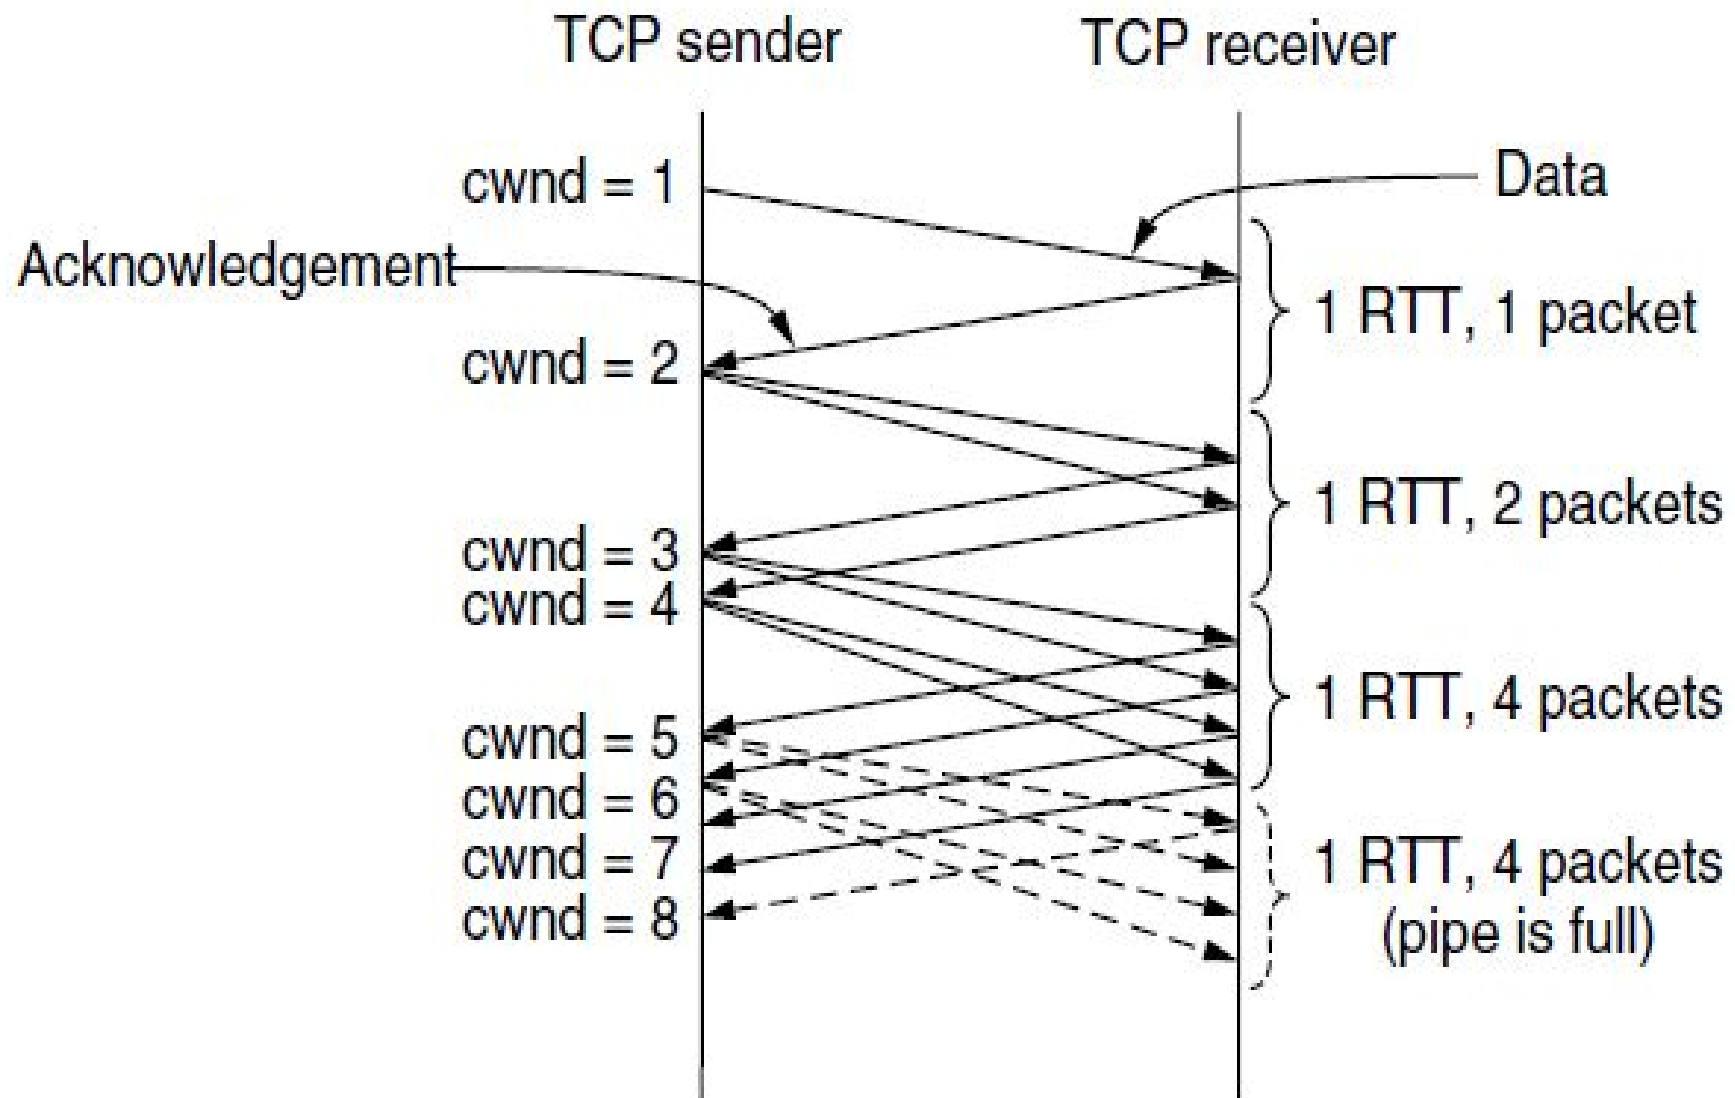 TCP sender
TCP receiver
cwnd = 1
Data
Acknowledgement
1 RTT, 1 packet
cwnd = 2
1 RTT, 2 packets
cwnd = 3
cwnd = 4
1 RTT, 4 packets
cwnd = 5
cwnd = 6
cwnd = 7
cwnd = 8
1 RTT, 4 packets
(pipe is full)